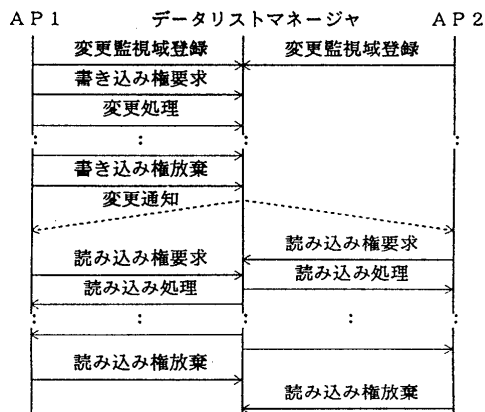 AP1 データリストマネージャ AP2
変更監視域登録 変更監視域登録
書き込み権要求
変更処理
: : : :
書き込み権放棄
変更通知
読み込み権要求
読み込み権要求
読み込み処理
読み込み処理
: : : : :
読み込み権放棄
読み込み権放棄